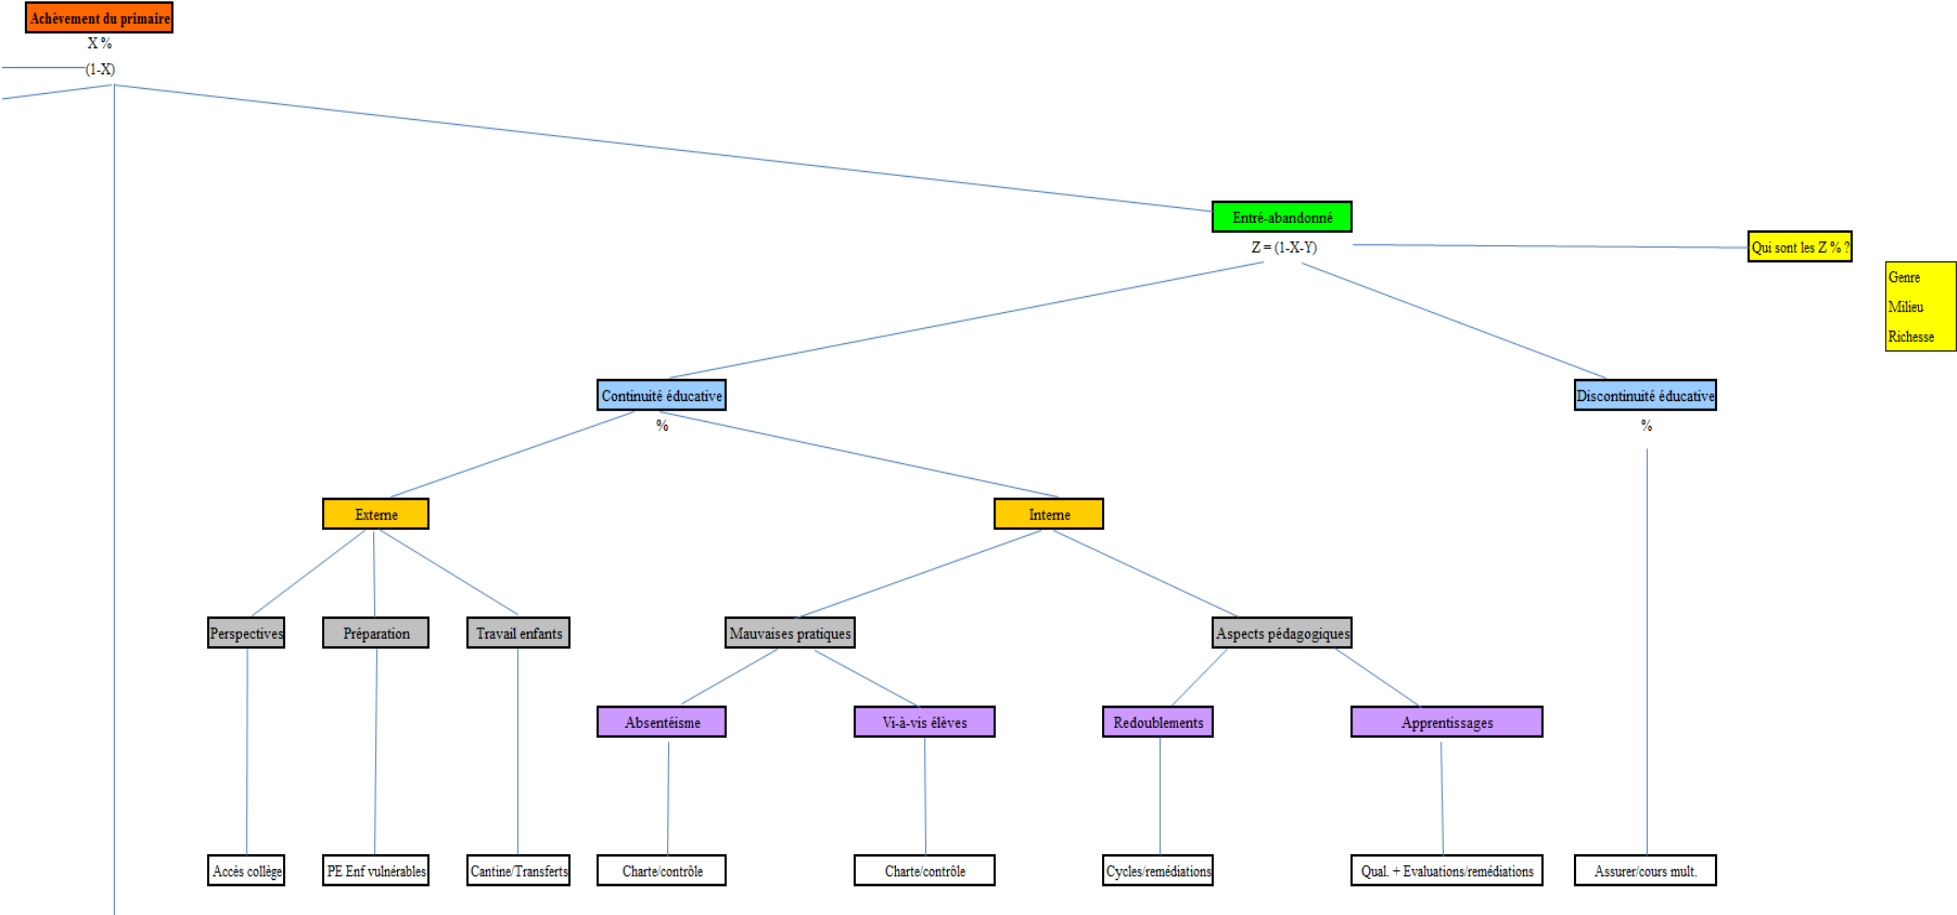 Achèvement du primaire
X %
(1-X)
Entré-abandonné
Z = (1-X-Y)
Qui sont les Z % ?
Genre
Milieu
Richesse
Continuité éducative
%
Discontinuité éducative
%
Externe
Interne
Perspectives
Préparation
Travail enfants
Mauvaises pratiques
Aspects pédagogiques
Absentéisme
Vi-à-vis élèves
Redoublements
Apprentissages
Accès collège
PE Enf vulnérables
Cantine/Transferts
Charte/contrôle
Charte/contrôle
Cycles/remédiations
Qual. + Evaluations/remédiations
Assurer/cours mult.